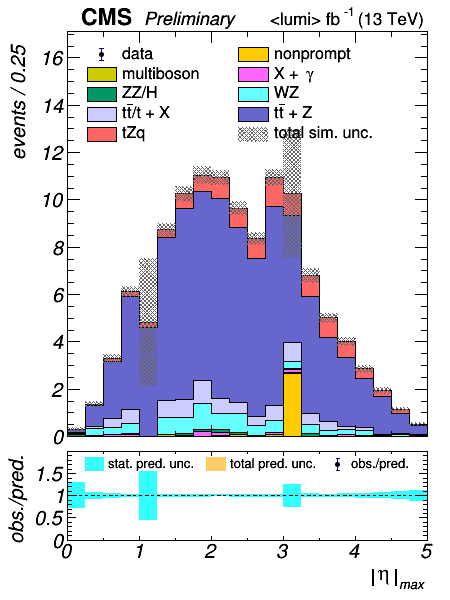 CMS Preliminary <lumi> fb⁻¹ (13 TeV)
events / 0.25
data nonprompt
multiboson X + γ
ZZ/H WZ
tt̄/t + X tt̄ + Z
tZq total sim. unc.
16
14
12
10
8
6
4
2
0
obs./pred.
stat. pred. unc. total pred. unc. obs./pred.
1.5
1
0.5
0
0 1 2 3 4 5
|η|max